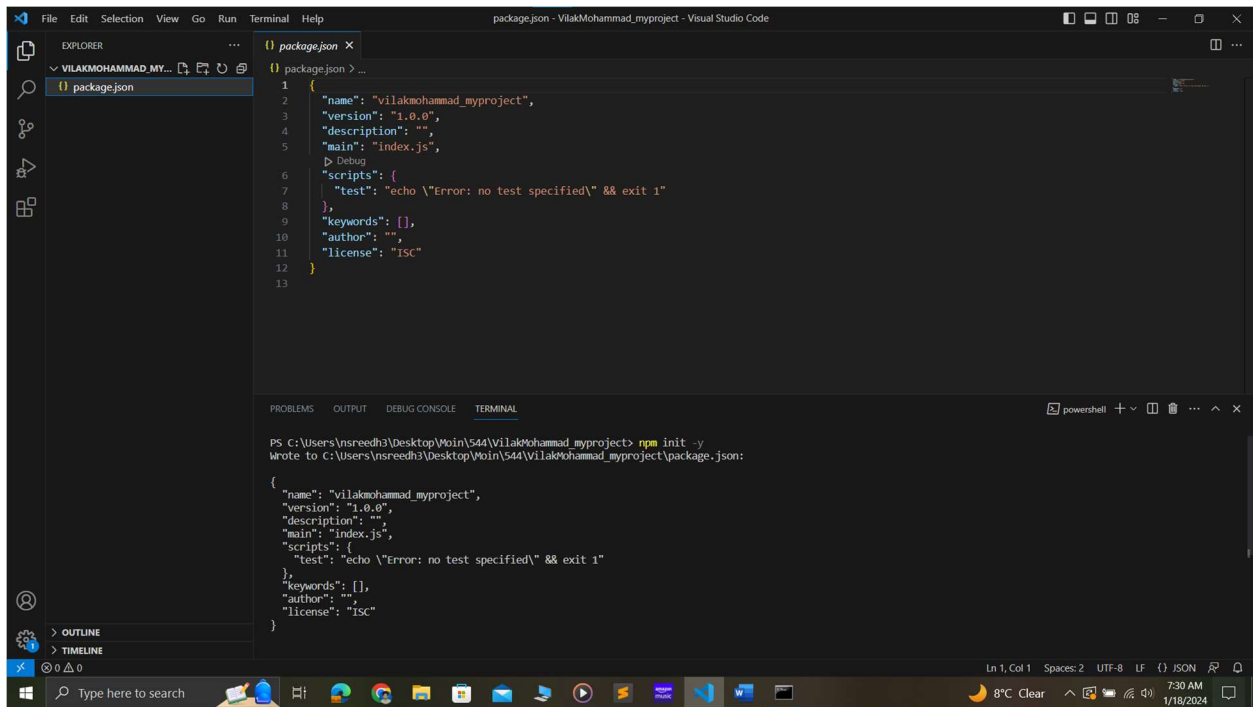 File Edit Selection View Go Run Terminal Help
package.json - VilakMohammad_myproject - Visual Studio Code
EXPLORER
VILAKMOHAMMAD_MY...
{} package.json
{} package.json
{} package.json > ...
1 {
2 "name": "vilakmohammad_myproject",
3 "version": "1.0.0",
4 "description": "",
5 "main": "index.js",
Debug
6 "scripts": {
7 "test": "echo \"Error: no test specified\" && exit 1"
8 },
9 "keywords": [],
10 "author": "",
11 "license": "ISC"
12 }
13
PROBLEMS OUTPUT DEBUG CONSOLE TERMINAL
powershell
PS C:\Users\nsreedh3\Desktop\Moin\544\VilakMohammad_myproject> npm init -y
Wrote to C:\Users\nsreedh3\Desktop\Moin\544\VilakMohammad_myproject\package.json:
{
"name": "vilakmohammad_myproject",
"version": "1.0.0",
"description": "",
"main": "index.js",
"scripts": {
"test": "echo \"Error: no test specified\" && exit 1"
},
"keywords": [],
"author": "",
"license": "ISC"
}
OUTLINE
TIMELINE
1
0 0
Ln 1, Col 1 Spaces: 2 UTF-8 LF {} JSON
Type here to search
amazon music
8°C Clear
7:30 AM
1/18/2024